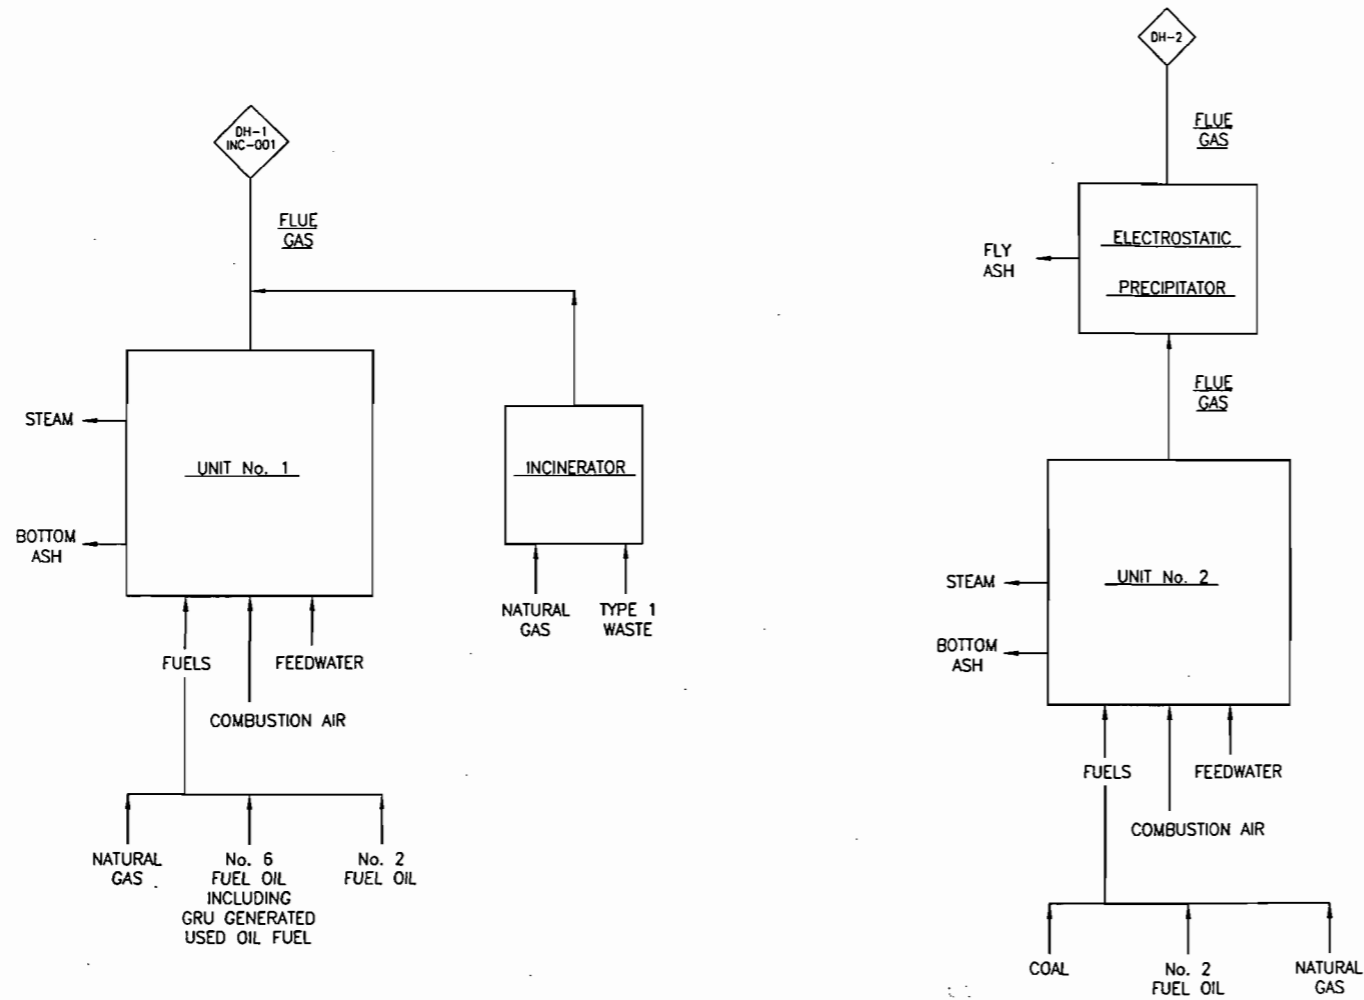 DH-1
INC-001
FLUE
GAS
STEAM
UNIT No. 1
BOTTOM
ASH
INCINERATOR
NATURAL
GAS
TYPE 1
WASTE
FUELS
FEEDWATER
COMBUSTION AIR
NATURAL
GAS
No. 6
FUEL OIL
INCLUDING
GRU GENERATED
USED OIL FUEL
No. 2
FUEL OIL
DH-2
FLUE
GAS
ELECTROSTATIC
PRECIPITATOR
FLY
ASH
FLUE
GAS
STEAM
UNIT No. 2
BOTTOM
ASH
FUELS
FEEDWATER
COMBUSTION AIR
COAL
No. 2
FUEL OIL
NATURAL
GAS